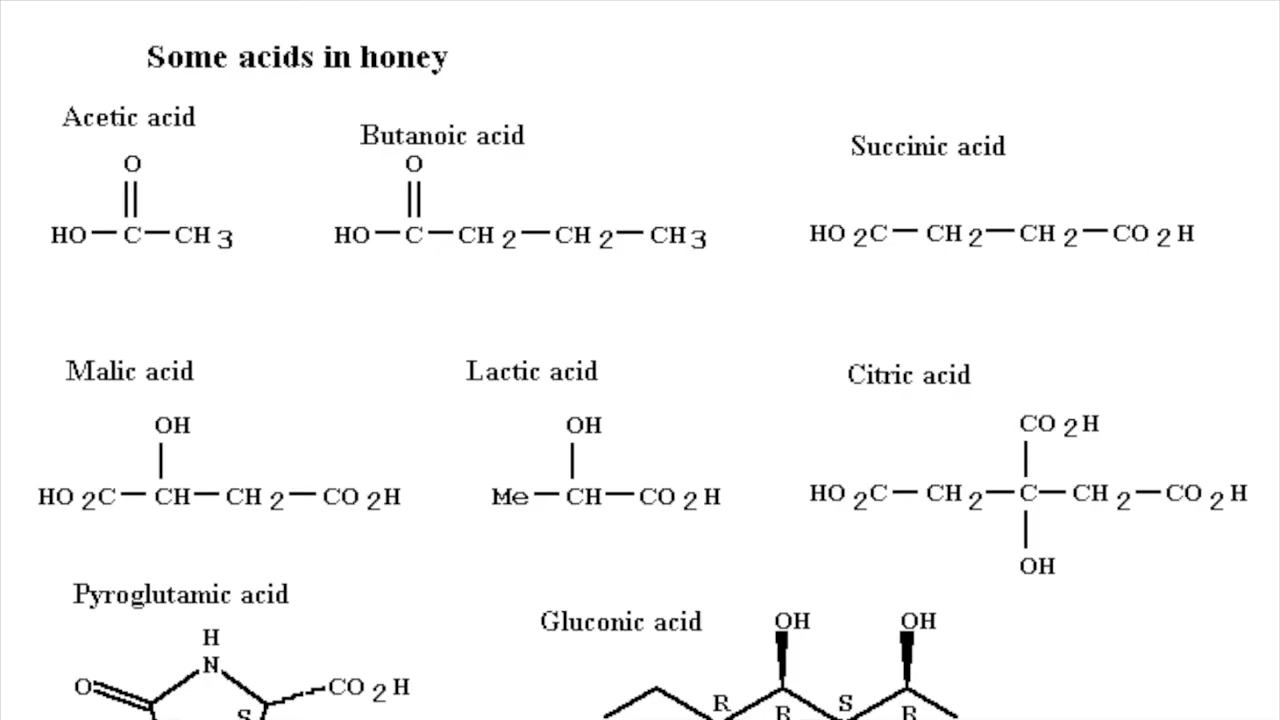 Some acids in honey
Acetic acid
O
HO C CH3
Butanoic acid
O
HO C CH2 CH2 CH3
Succinic acid
HO2C CH2 CH2 CO2H
Malic acid
OH
HO2C CH CH2 CO2H
Lactic acid
OH
Me CH CO2H
Citric acid
CO2H
HO2C CH2 C CH2 CO2H
OH
Pyroglutamic acid
H
N
O CO2H
S
Gluconic acid
OH OH
R S
R R